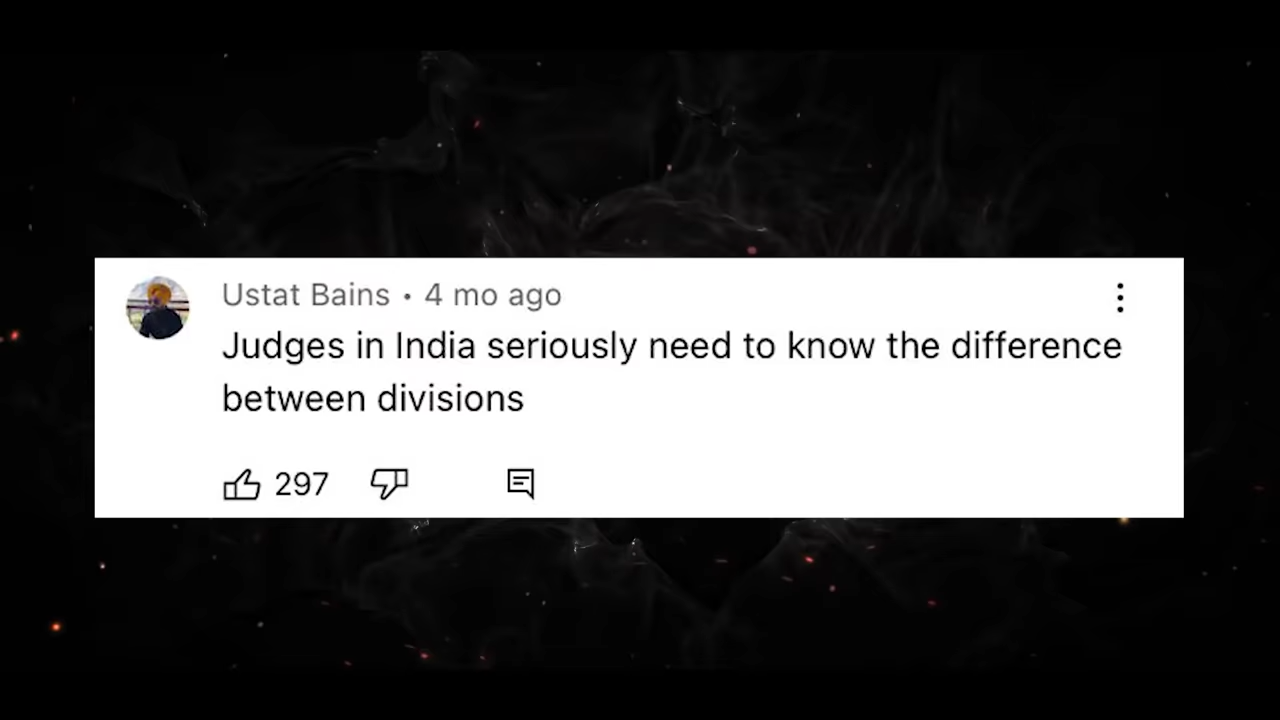 Ustat Bains • 4 mo ago
Judges in India seriously need to know the difference
between divisions
297